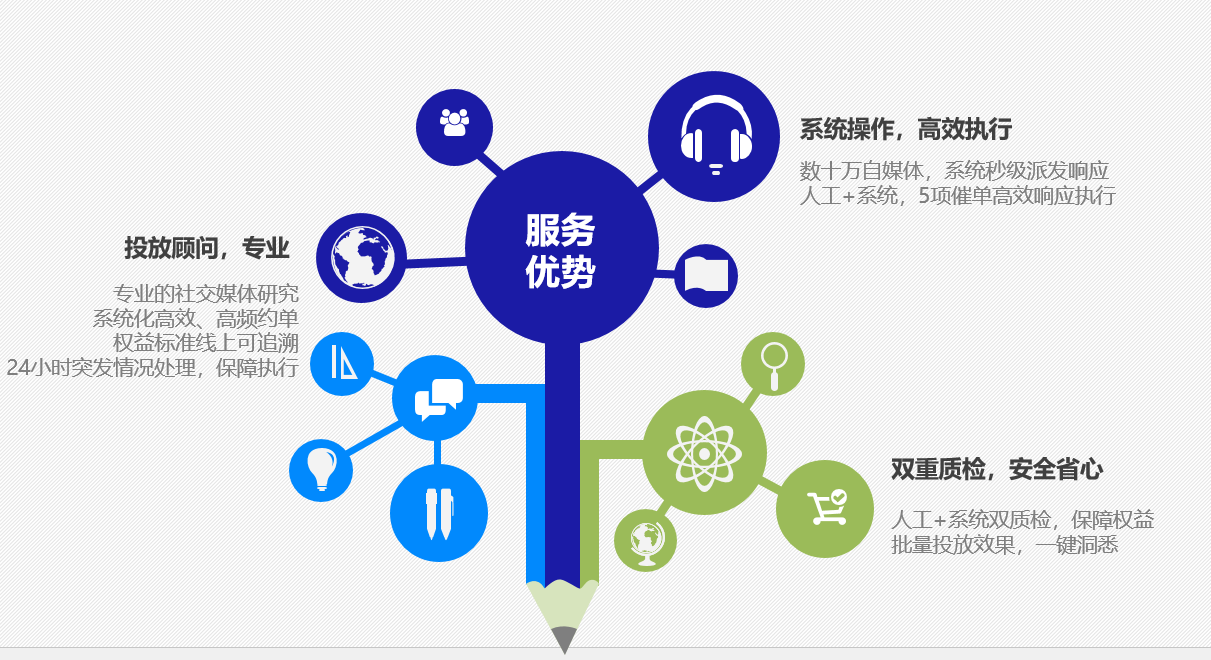 服务
优势
系统操作，高效执行
数十万自媒体，系统秒级派发响应
人工+系统，5项催单高效响应执行
投放顾问，专业
专业的社交媒体研究
系统化高效、高频约单
权益标准线上可追溯
24小时突发情况处理，保障执行
双重质检，安全省心
人工+系统双质检，保障权益
批量投放效果，一键洞悉